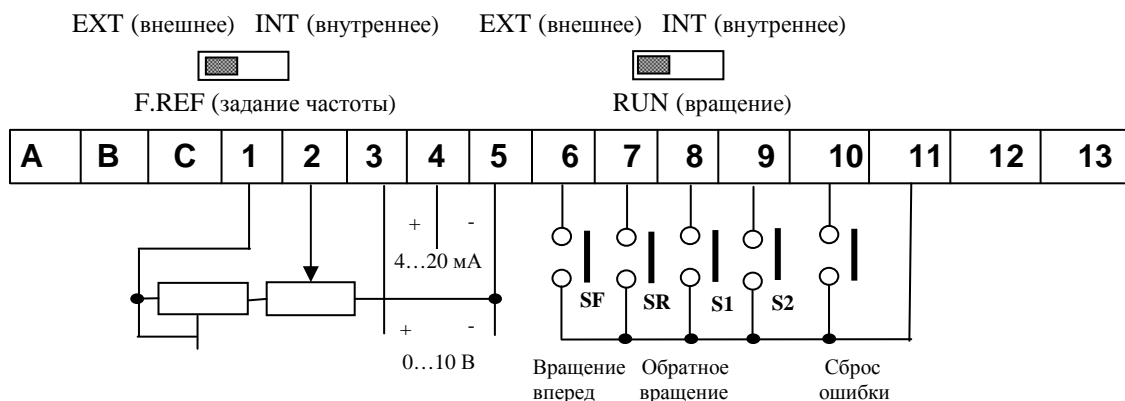 EXT (внешнее) INT (внутреннее) EXT (внешнее) INT (внутреннее)
F.REF (задание частоты) RUN (вращение)
A B C 1 2 3 4 5 6 7 8 9 10 11 12 13
+ -
4…20 мА
SF SR S1 S2
+ -
0…10 В
Вращение вперед
Обратное вращение
Сброс ошибки